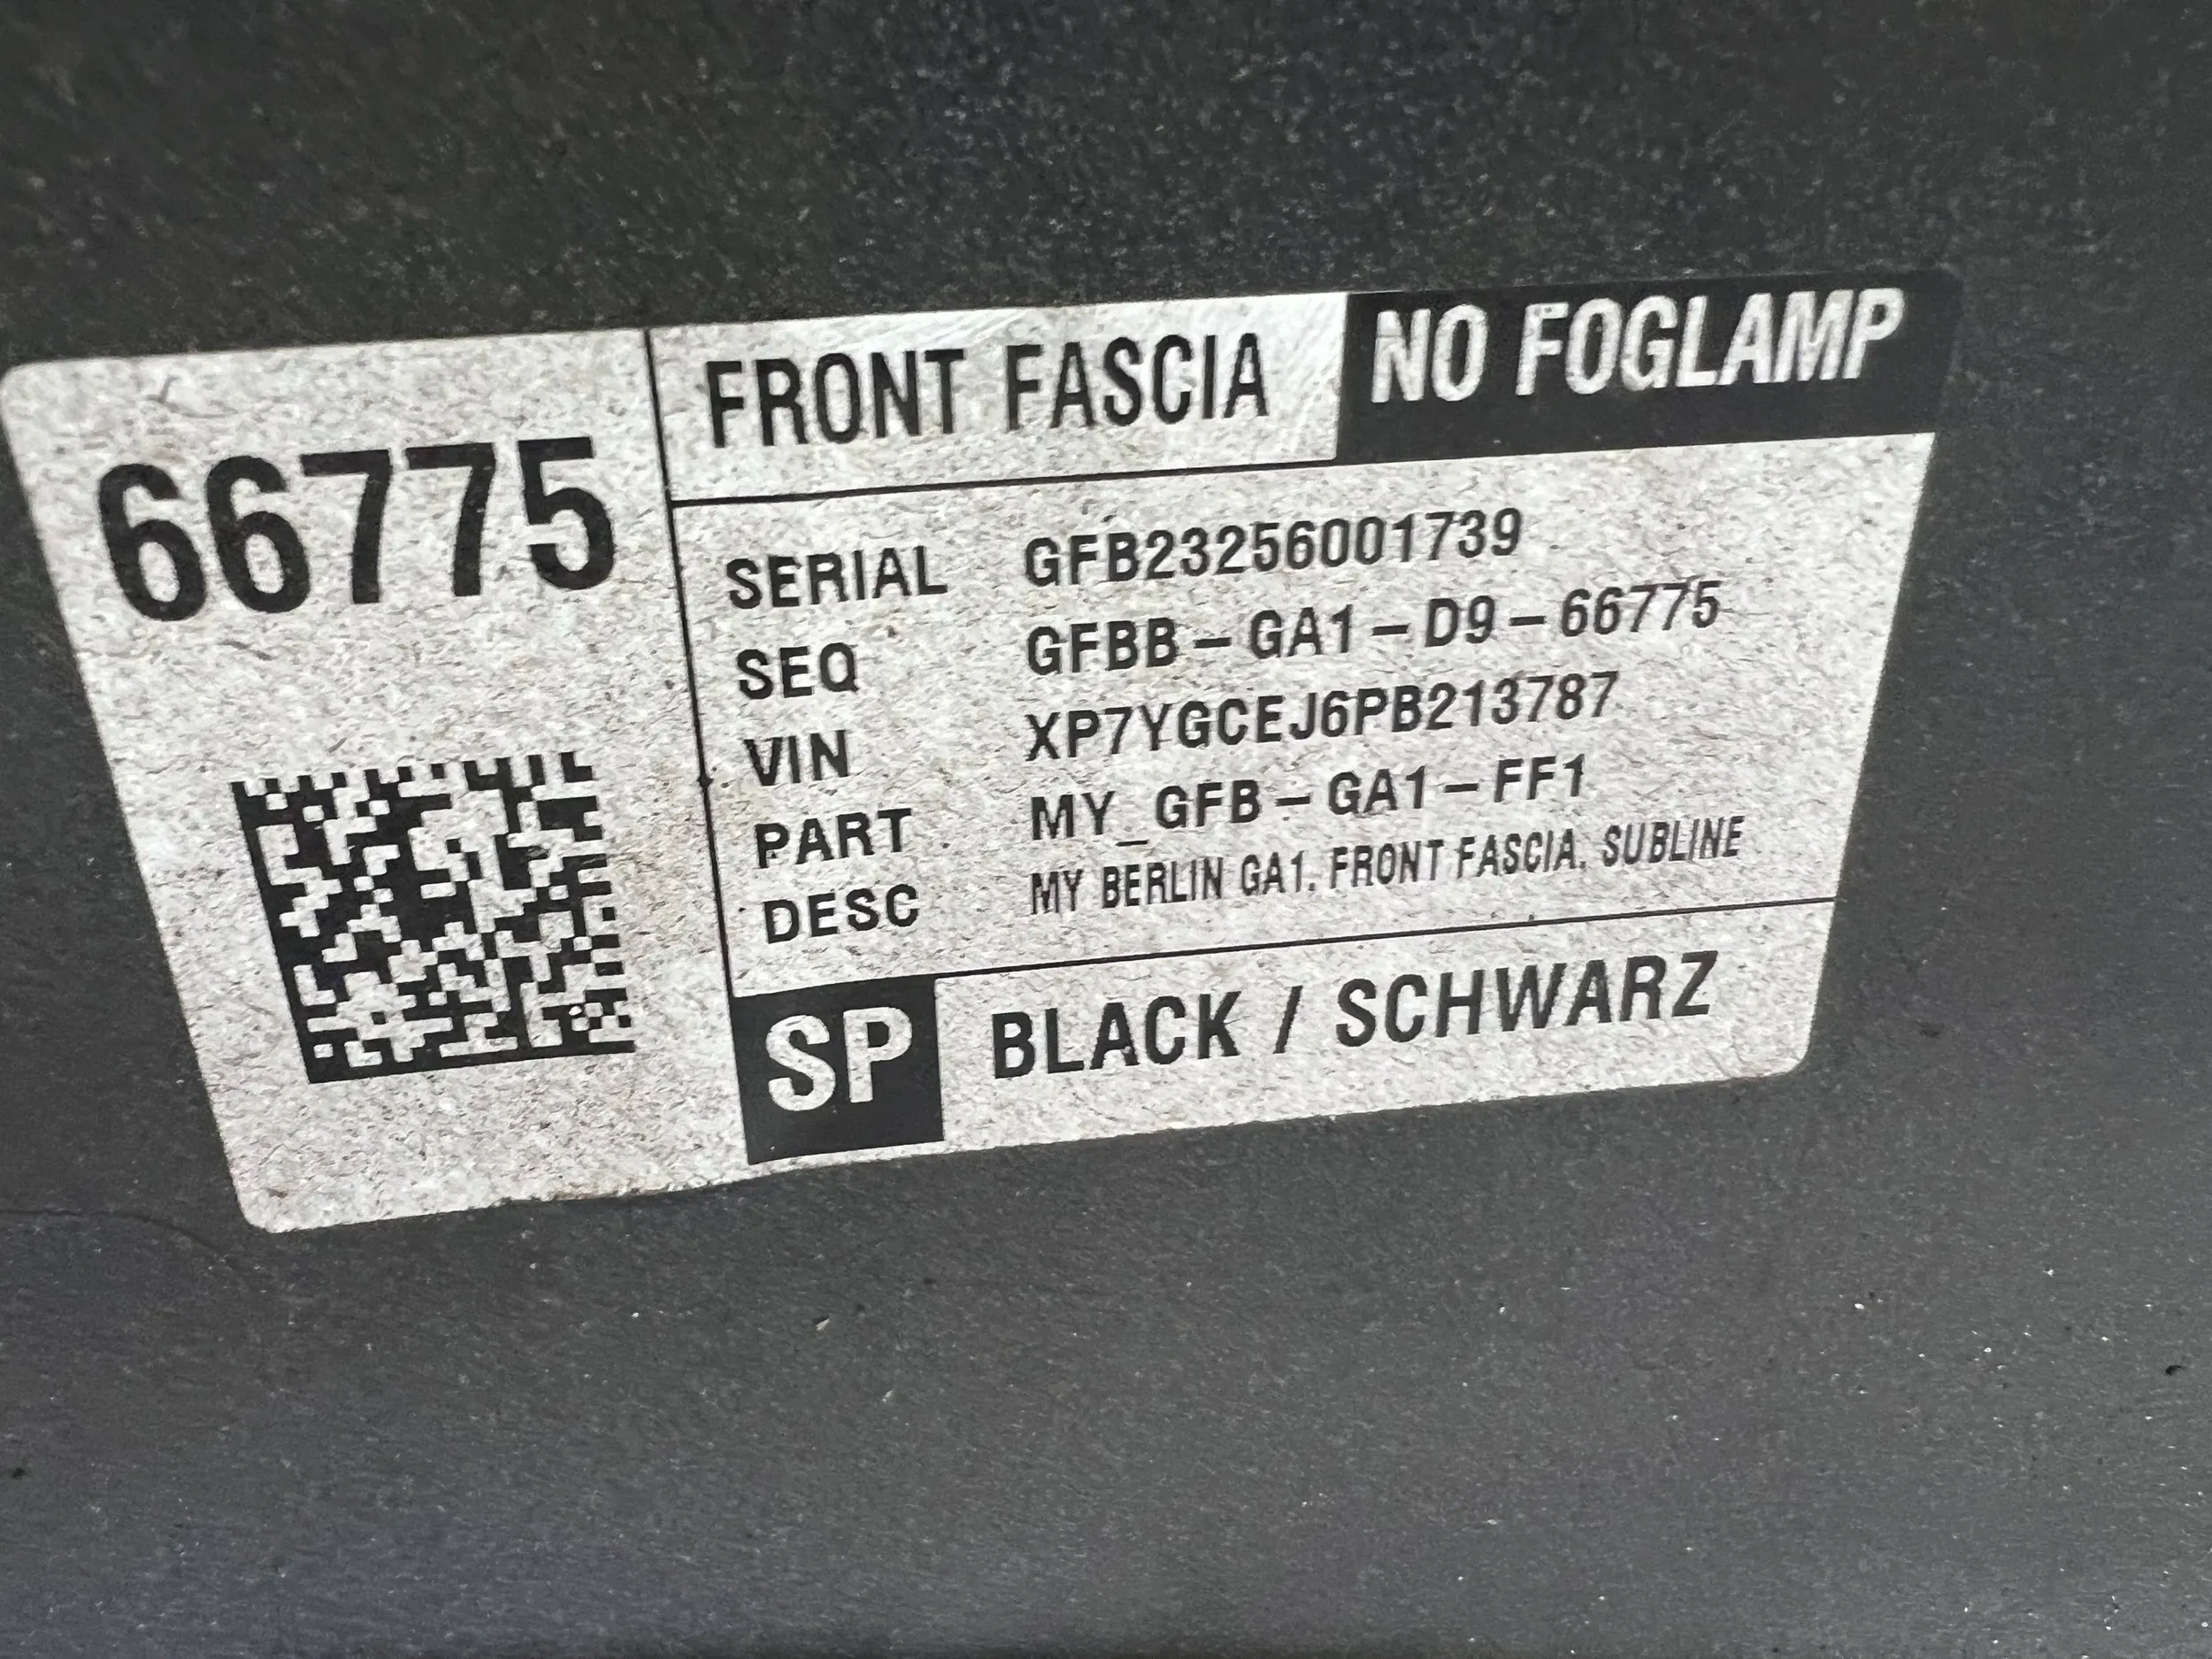 66775
FRONT FASCIA
NO FOGLAMP
SERIAL GFB23256001739
SEQ GFBB-GA1-D9-66775
VIN XP7YGCEJ6PB213787
PART MY_GFB-GA1-FF1
DESC MY BERLIN GA1, FRONT FASCIA, SUBLINE
SP
BLACK / SCHWARZ